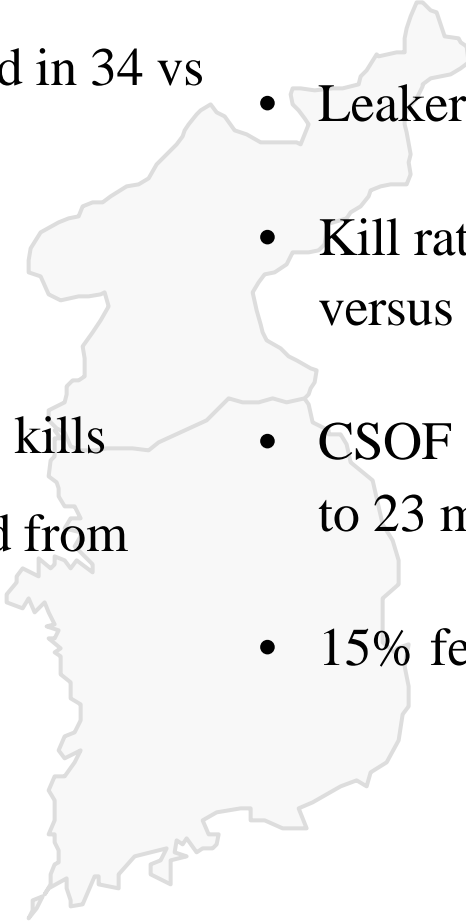 d in 34 vs
kills
d from
• Leaker
• Kill rat
versus
• CSOF
to 23 m
• 15% fe